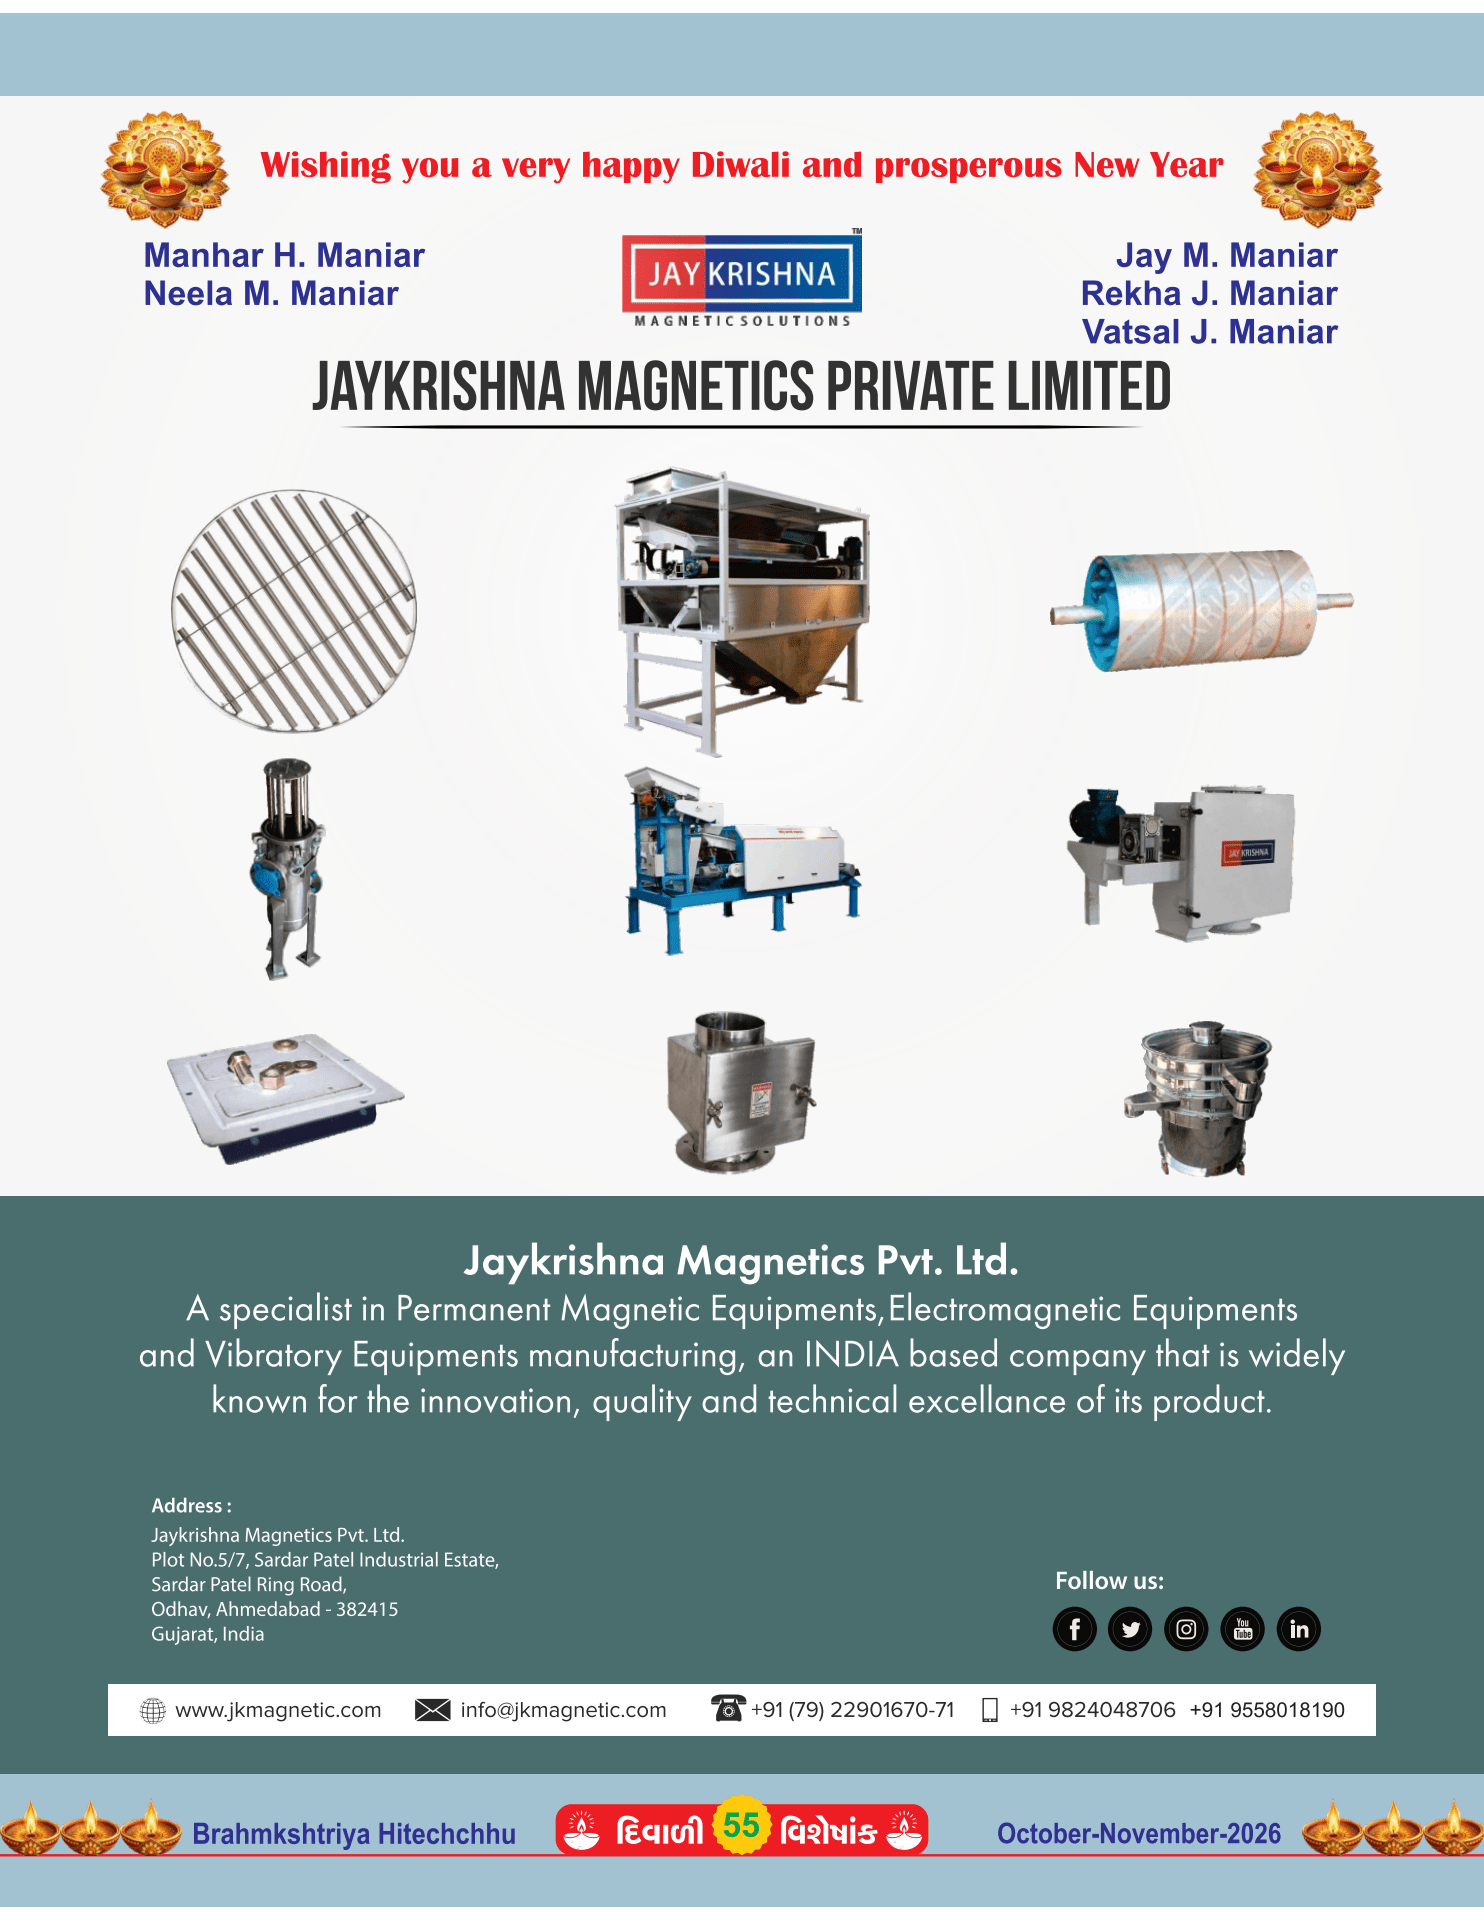 Wishing you a very happy Diwali and prosperous New Year
Manhar H. Maniar
Neela M. Maniar
JAY KRISHNA TM
MAGNETIC SOLUTIONS
Jay M. Maniar
Rekha J. Maniar
Vatsal J. Maniar
JAYKRISHNA MAGNETICS PRIVATE LIMITED
JAY KRISHNA
Jaykrishna Magnetics Pvt. Ltd.
A specialist in Permanent Magnetic Equipments,Electromagnetic Equipments
and Vibratory Equipments manufacturing, an INDIA based company that is widely
known for the innovation, quality and technical excellance of its product.
Address :
Jaykrishna Magnetics Pvt. Ltd.
Plot No.5/7, Sardar Patel Industrial Estate,
Sardar Patel Ring Road,
Odhav, Ahmedabad - 382415
Gujarat, India
Follow us:
You Tube
www.jkmagnetic.com info@jkmagnetic.com +91 (79) 22901670-71 +91 9824048706 +91 9558018190
Brahmkshtriya Hitechchhu દિવાળી 55 વિશેષાંક October-November-2026